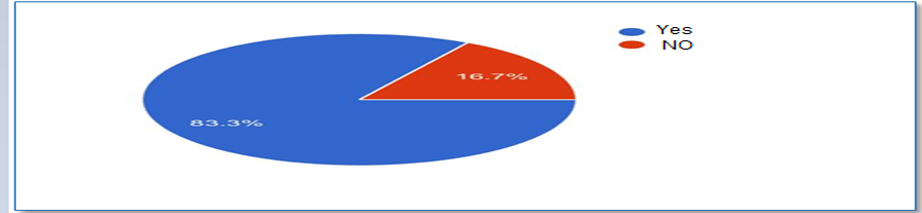 Yes
NO
16.7%
83.3%